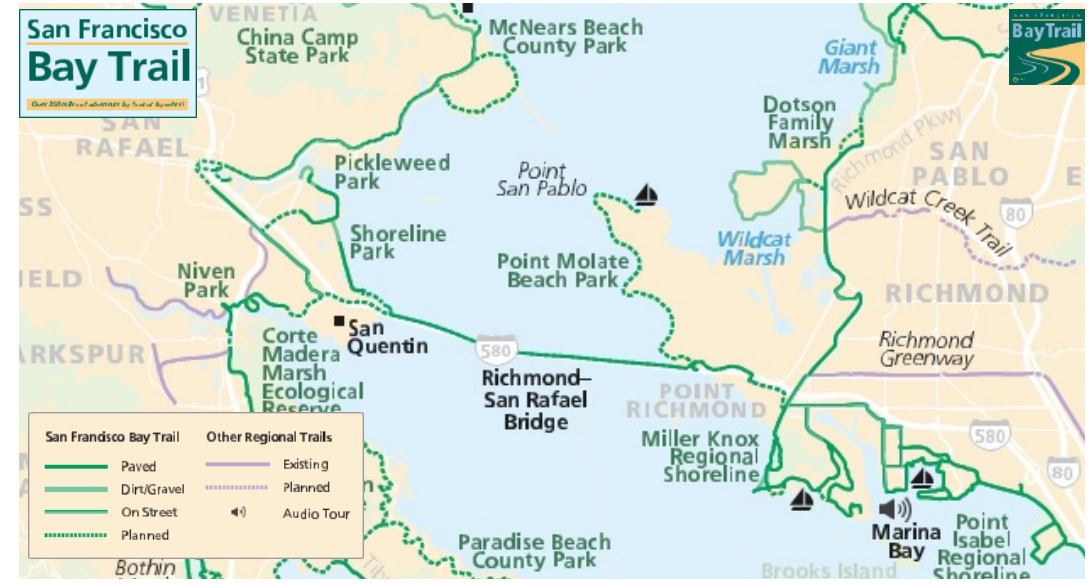 San Francisco
Bay Trail
VENETIA
China Camp
State Park
McNears Beach
County Park
Giant
Marsh
Bay Trail
SAN
RAFAEL
Dotson
Family
Marsh
Richmond Pkwy
SAN
PABLO
E
Pickleweed
Park
Point
San Pablo
Wildcat Creek Trail
80
SS
Shoreline
Park
Wildcat
Marsh
Point Molate
Beach Park
IELD
Niven
Park
RICHMOND
San
Quentin
580
Richmond
Greenway
ARKSPUR
Corte
Madera
Marsh
Ecological
Reserve
Richmond–
San Rafael
Bridge
POINT
RICHMOND
580
Miller Knox
Regional
Shoreline
80
San Francisco Bay Trail
Paved
Dirt/Gravel
On Street
Planned
Other Regional Trails
Existing
Planned
Audio Tour
n
Marina
Bay
Point
Isabel
Regional
Shoreline
Paradise Beach
County Park
Brooks Island
Bothin